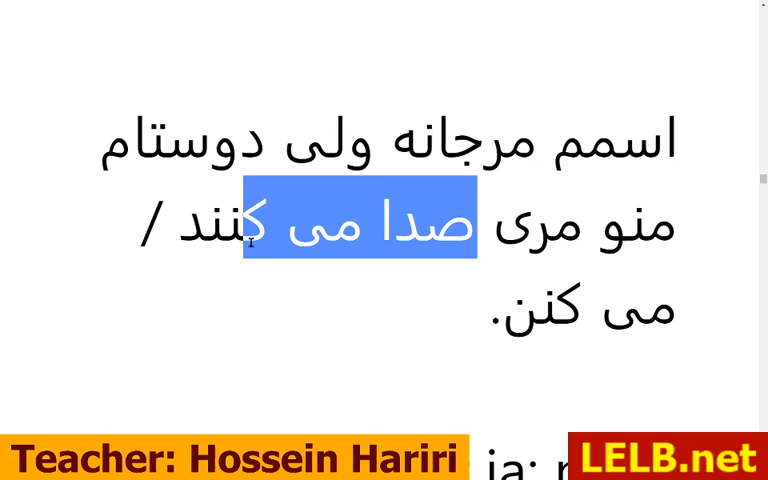 اسمم مرجانه ولی دوستام
منو مری صدا می کنند /
می کنن.
Teacher: Hossein Hariri
LELB.net